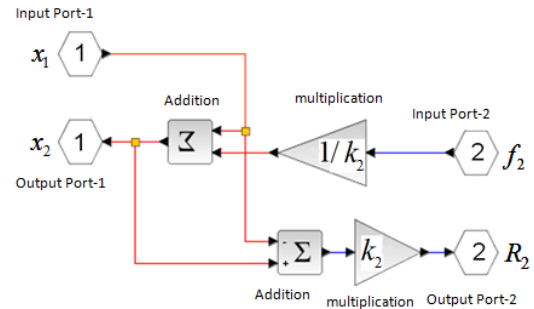 Input Port-1
x₁ 1
Addition
multiplication
Input Port-2
x₂ 1
Σ
1/k₂
2 f₂
Output Port-1
-
+
Σ
k₂
2 R₂
Addition
multiplication
Output Port-2